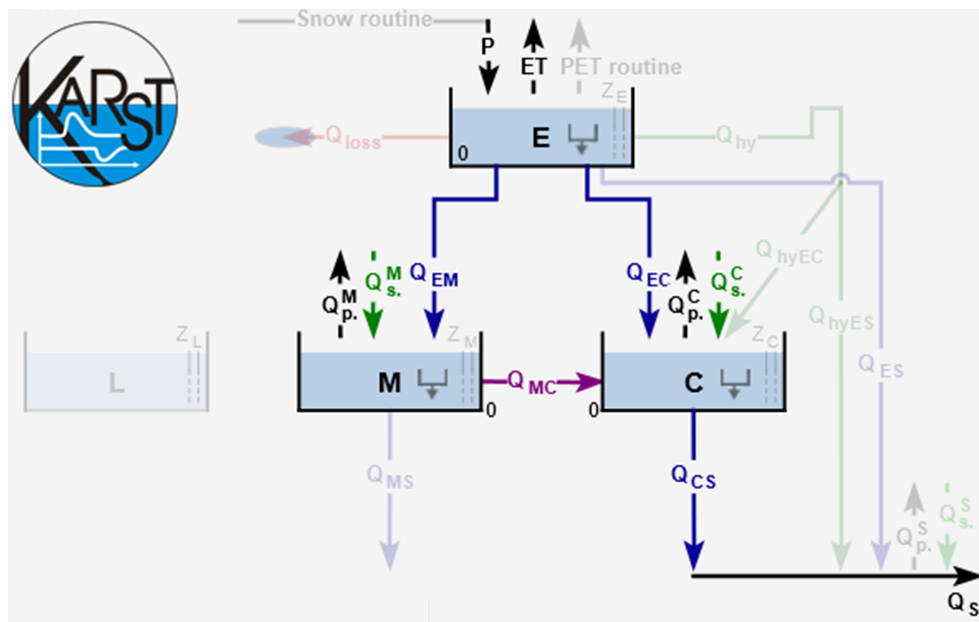 KARST
Snow routine
P
ET
PET routine
Z E
Q loss
0
E
Q hy
Q M p.
Q M s.
Q EM
Q EC
Q C p.
Q C s.
Q hyEC
Q hyES
Q ES
Z L
L
Z M
M
0
Q MC
Z C
C
0
Q MS
Q CS
Q S p.
Q S s.
Q S